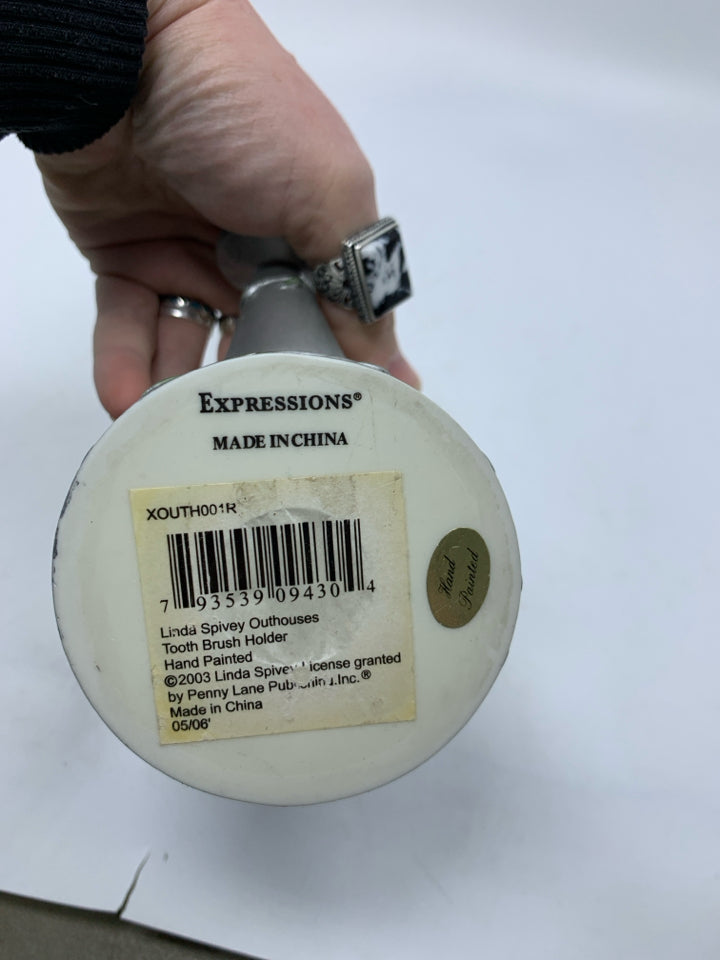 EXPRESSIONS®
MADE IN CHINA
XOUTH001R
7 93539 09430 4
Linda Spivey Outhouses
Tooth Brush Holder
Hand Painted
©2003 Linda Spivey License granted
by Penny Lane Publishing,Inc.®
Made in China
05/06'
Hand
Painted